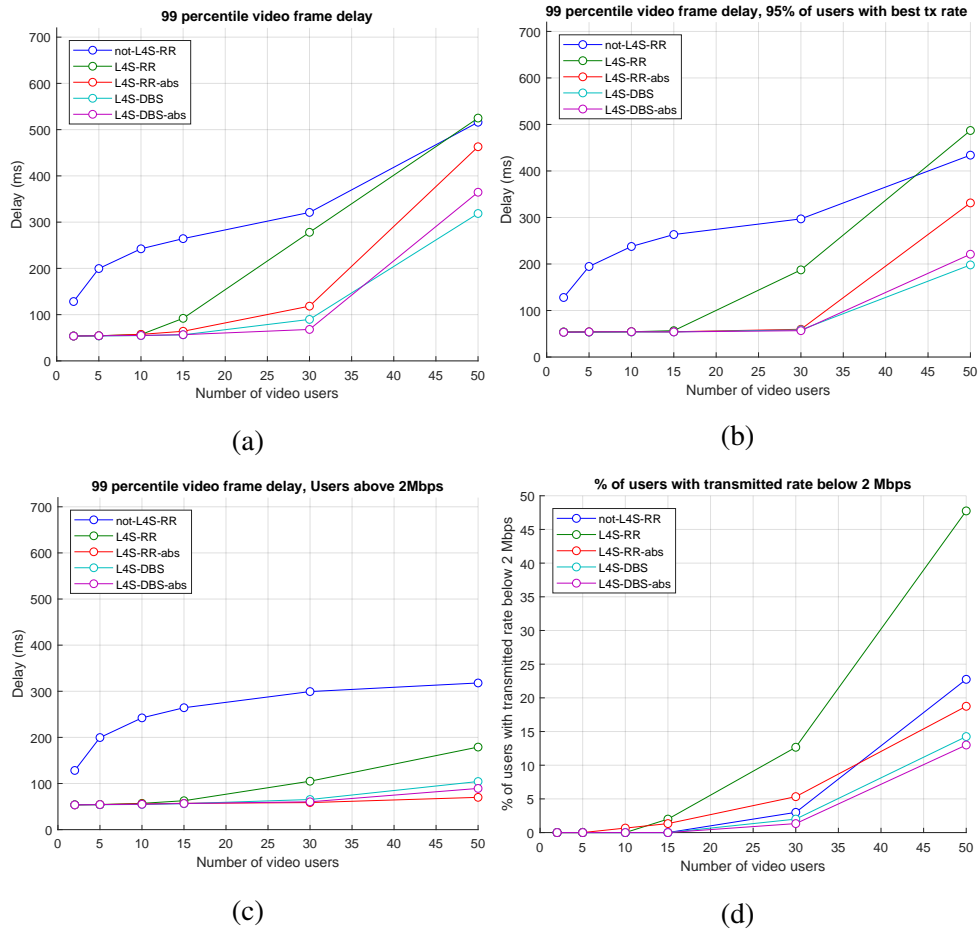 99 percentile video frame delay
700
600
500
400
300
200
100
0
Delay (ms)
not-L4S-RR
L4S-RR
L4S-RR-abs
L4S-DBS
L4S-DBS-abs
0 5 10 15 20 25 30 35 40 45 50
Number of video users
(a)
99 percentile video frame delay, 95% of users with best tx rate
700
600
500
400
300
200
100
0
Delay (ms)
not-L4S-RR
L4S-RR
L4S-RR-abs
L4S-DBS
L4S-DBS-abs
0 5 10 15 20 25 30 35 40 45 50
Number of video users
(b)
99 percentile video frame delay, Users above 2Mbps
700
600
500
400
300
200
100
0
Delay (ms)
not-L4S-RR
L4S-RR
L4S-RR-abs
L4S-DBS
L4S-DBS-abs
0 5 10 15 20 25 30 35 40 45 50
Number of video users
(c)
% of users with transmitted rate below 2 Mbps
50
45
40
35
30
25
20
15
10
5
0
% of users with transmitted rate below 2 Mbps
not-L4S-RR
L4S-RR
L4S-RR-abs
L4S-DBS
L4S-DBS-abs
0 5 10 15 20 25 30 35 40 45 50
Number of video users
(d)